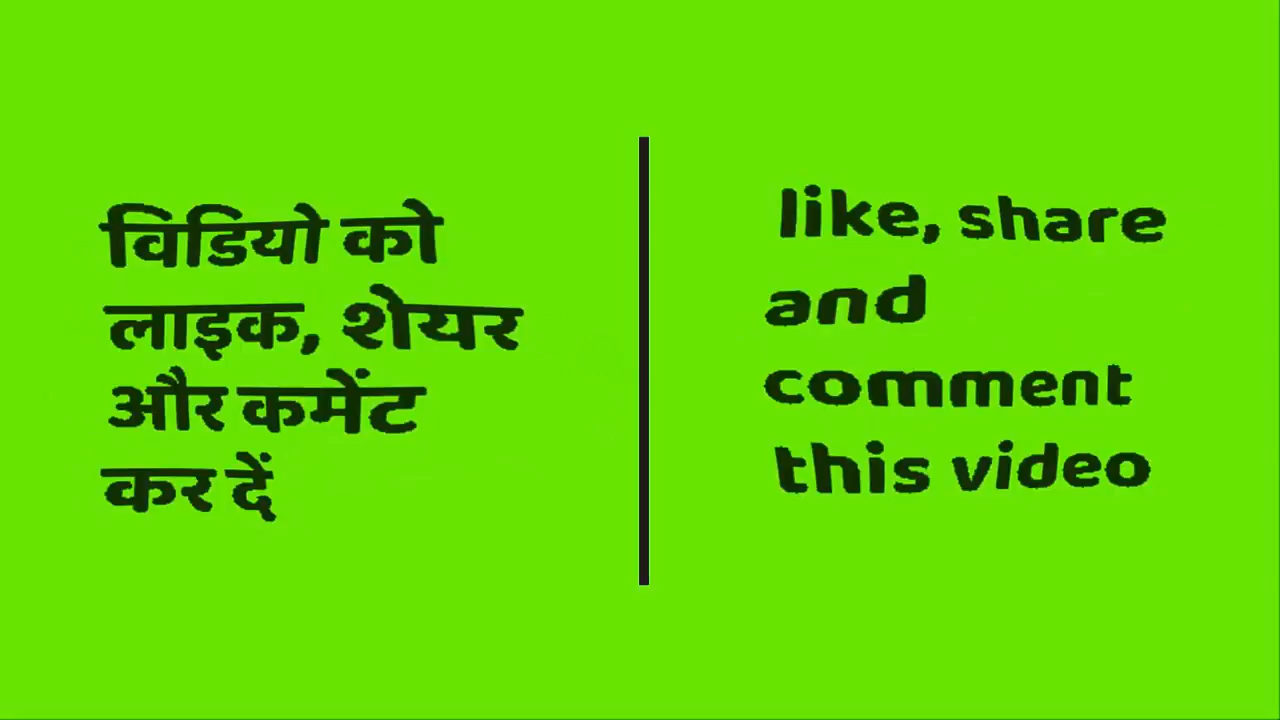 विडियो को
लाइक, शेयर
और कमेंट
कर दें
like, share
and
comment
this video